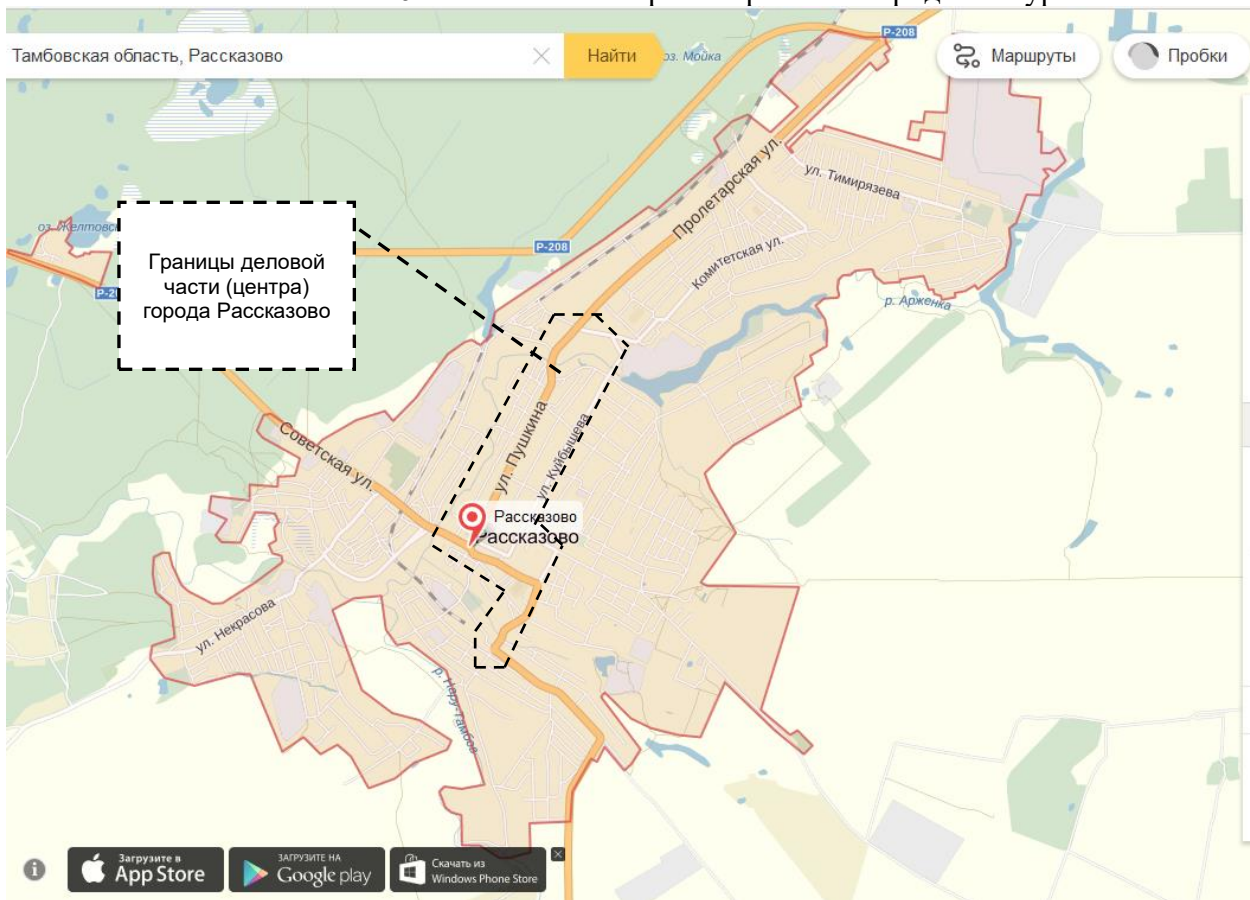 Тамбовская область, Рассказово
Найти
оз. Мойка
Р-208
Маршруты
Пробки
Пролетарская ул.
ул. Тимирязева
Комитетская ул.
Р-208
р. Арженка
Границы деловой
части (центра)
города Рассказово
Советская ул.
ул. Пушкина
ул. Куйбышева
Рассказово
Рассказово
ул. Некрасова
р. Нару-Тамбов
Загрузите в
App Store
ЗАГРУЗИТЕ НА
Google play
Скачать из
Windows Phone Store